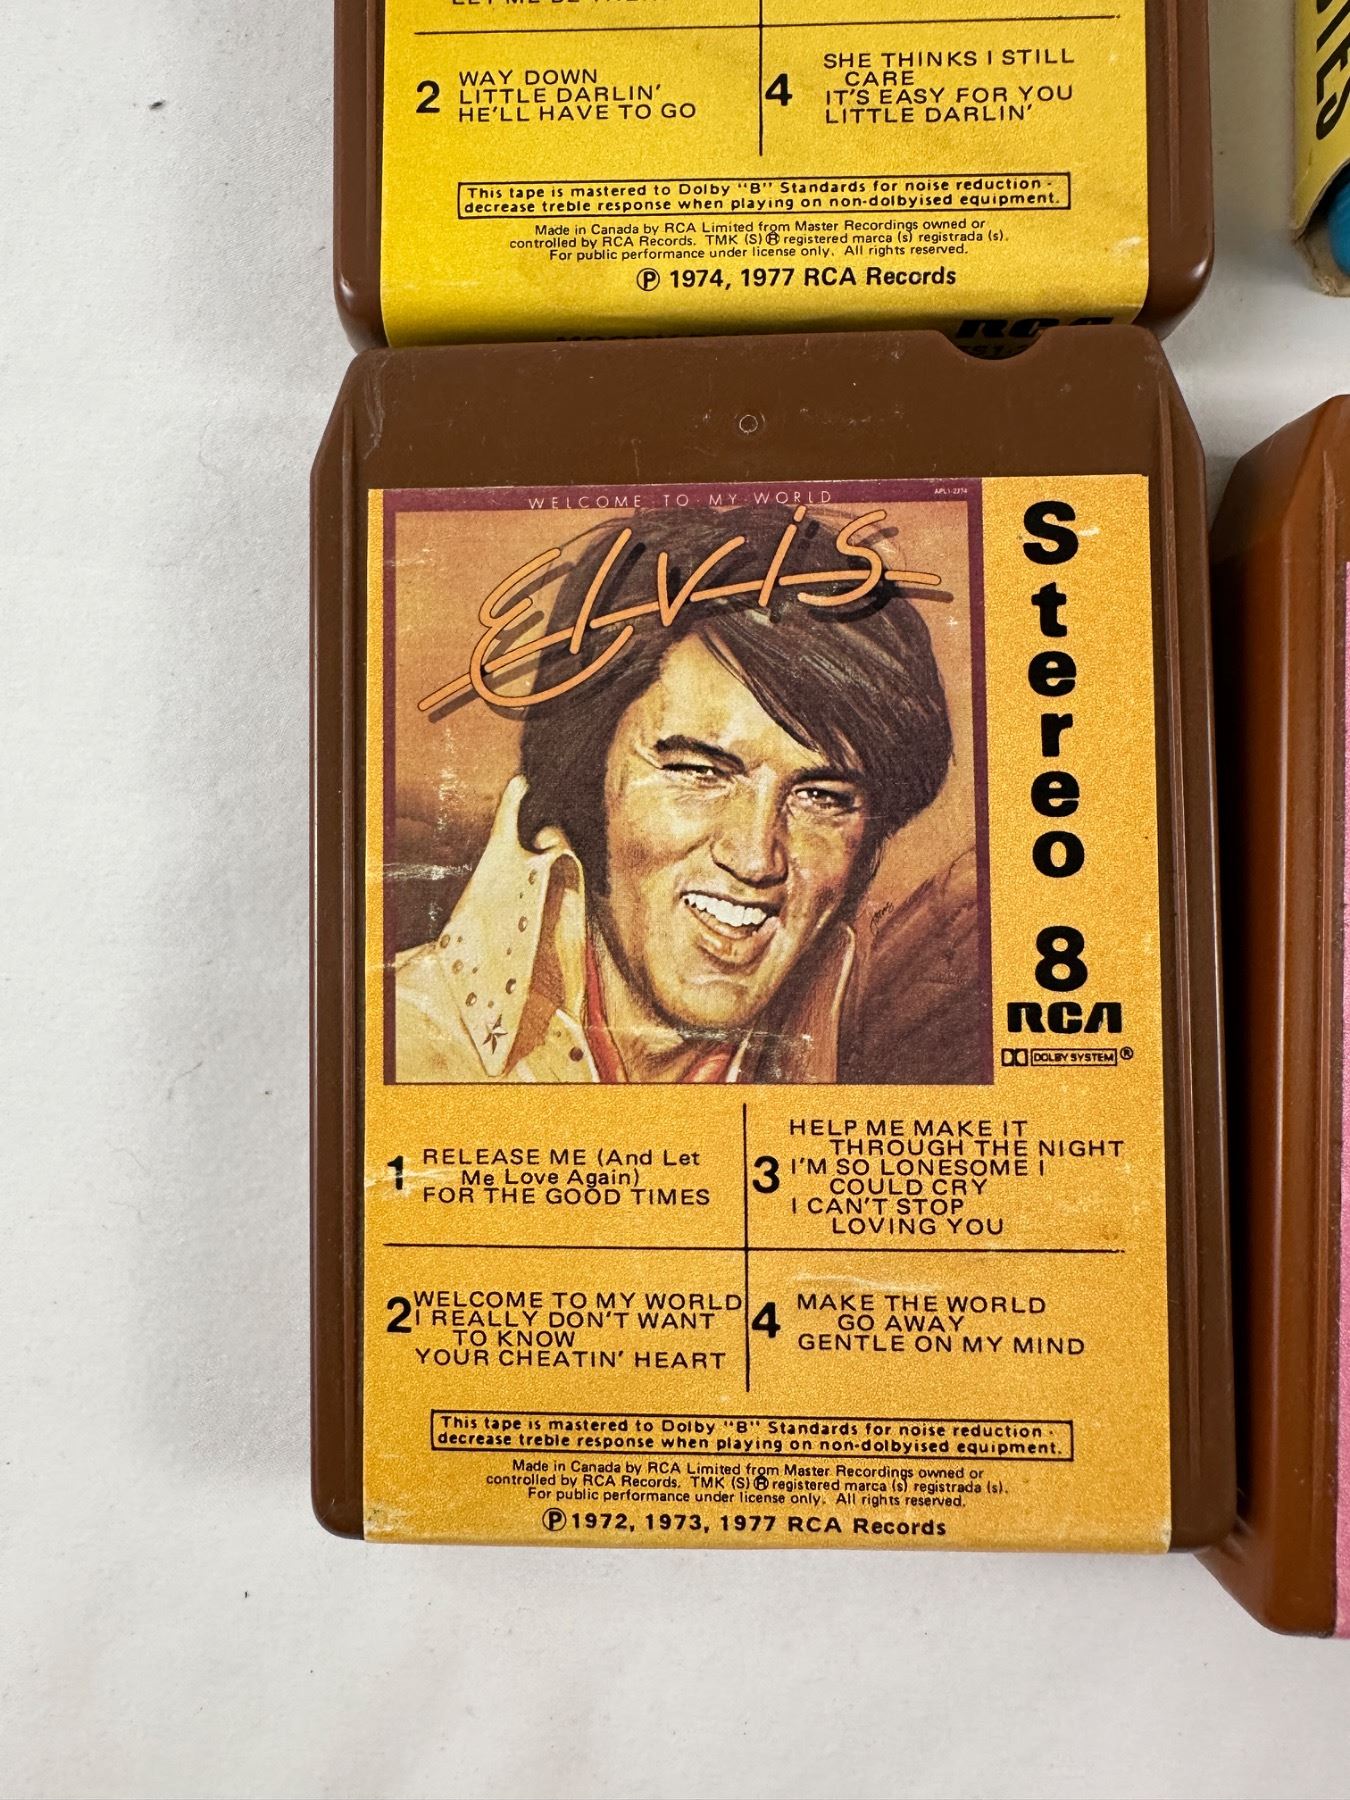 2 WAY DOWN
LITTLE DARLIN'
HE'LL HAVE TO GO
4 SHE THINKS I STILL
CARE
IT'S EASY FOR YOU
LITTLE DARLIN'
This tape is mastered to Dolby "B" Standards for noise reduction -
decrease treble response when playing on non-dolbyised equipment.
Made in Canada by RCA Limited from Master Recordings owned or
controlled by RCA Records. TMK (S) ® registered marca (s) registrada (s).
For public performance under license only. All rights reserved.
Ⓟ 1974, 1977 RCA Records
RCA
WELCOME · TO · MY · WORLD
APL1-2274
Elvis
Stereo 8
RCA
DOLBY SYSTEM ®
1 RELEASE ME (And Let
Me Love Again)
FOR THE GOOD TIMES
3 HELP ME MAKE IT
THROUGH THE NIGHT
I'M SO LONESOME I
COULD CRY
I CAN'T STOP
LOVING YOU
2 WELCOME TO MY WORLD
I REALLY DON'T WANT
TO KNOW
YOUR CHEATIN' HEART
4 MAKE THE WORLD
GO AWAY
GENTLE ON MY MIND
This tape is mastered to Dolby "B" Standards for noise reduction -
decrease treble response when playing on non-dolbyised equipment.
Made in Canada by RCA Limited from Master Recordings owned or
controlled by RCA Records. TMK (S) ® registered marca (s) registrada (s).
For public performance under license only. All rights reserved.
Ⓟ 1972, 1973, 1977 RCA Records